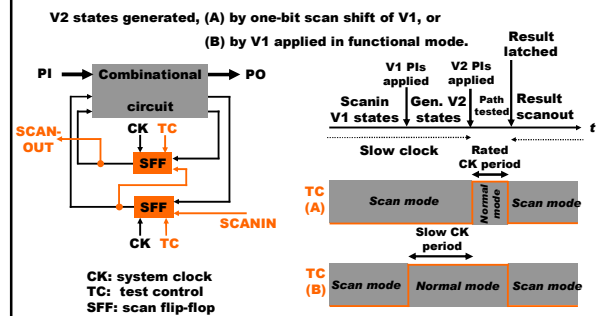 V2 states generated, (A) by one-bit scan shift of V1, or
(B) by V1 applied in functional mode.
PI
Combinational
circuit
PO
SCAN-
OUT
CK TC
SFF
SFF
SCANIN
CK TC
CK: system clock
TC: test control
SFF: scan flip-flop
Result
latched
V1 PIs
applied
V2 PIs
applied
Scanin
V1 states
Gen. V2
states
Path
tested
Result
scanout
t
Slow clock
Rated
CK period
TC
(A)
Scan mode
Normal
mode
Scan mode
Slow CK
period
TC
(B)
Scan mode
Normal mode
Scan mode